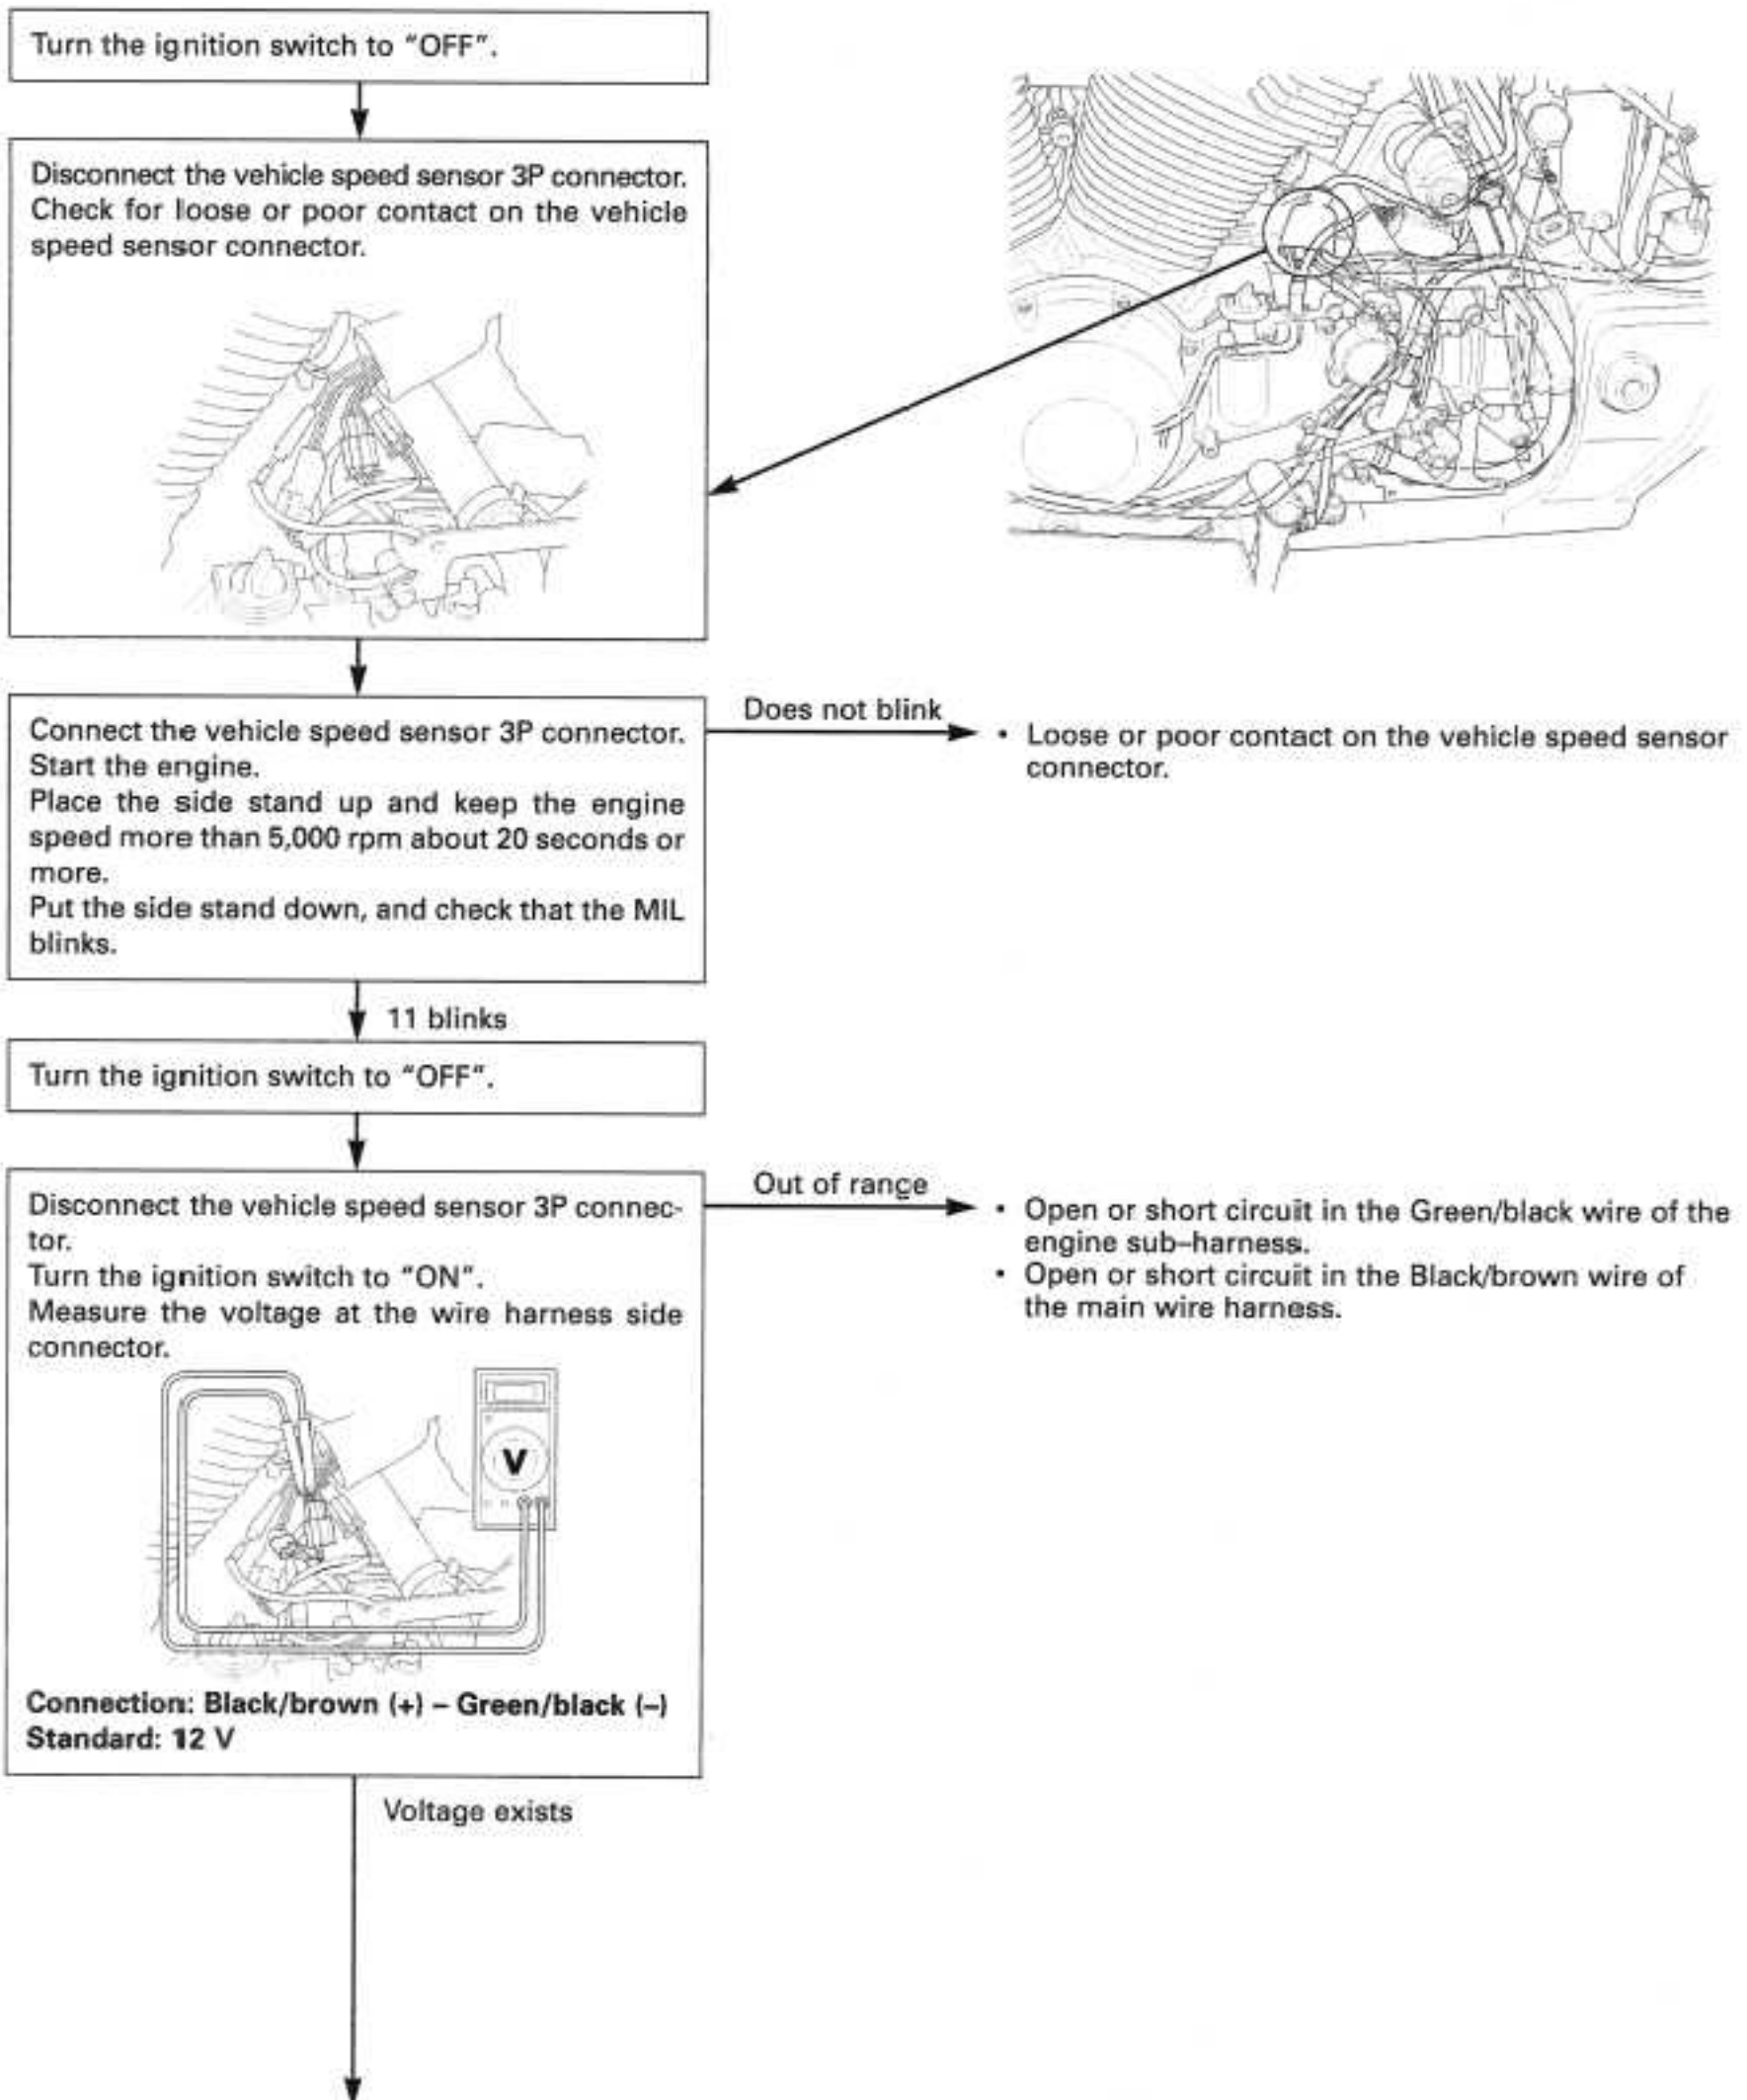 Turn the ignition switch to "OFF".
Disconnect the vehicle speed sensor 3P connector.
Check for loose or poor contact on the vehicle
speed sensor connector.
Connect the vehicle speed sensor 3P connector.
Start the engine.
Place the side stand up and keep the engine
speed more than 5,000 rpm about 20 seconds or
more.
Put the side stand down, and check that the MIL
blinks.
Does not blink
• Loose or poor contact on the vehicle speed sensor
connector.
11 blinks
Turn the ignition switch to "OFF".
Disconnect the vehicle speed sensor 3P connec-
tor.
Turn the ignition switch to "ON".
Measure the voltage at the wire harness side
connector.
V
Connection: Black/brown (+) – Green/black (–)
Standard: 12 V
Out of range
• Open or short circuit in the Green/black wire of the
engine sub–harness.
• Open or short circuit in the Black/brown wire of
the main wire harness.
Voltage exists